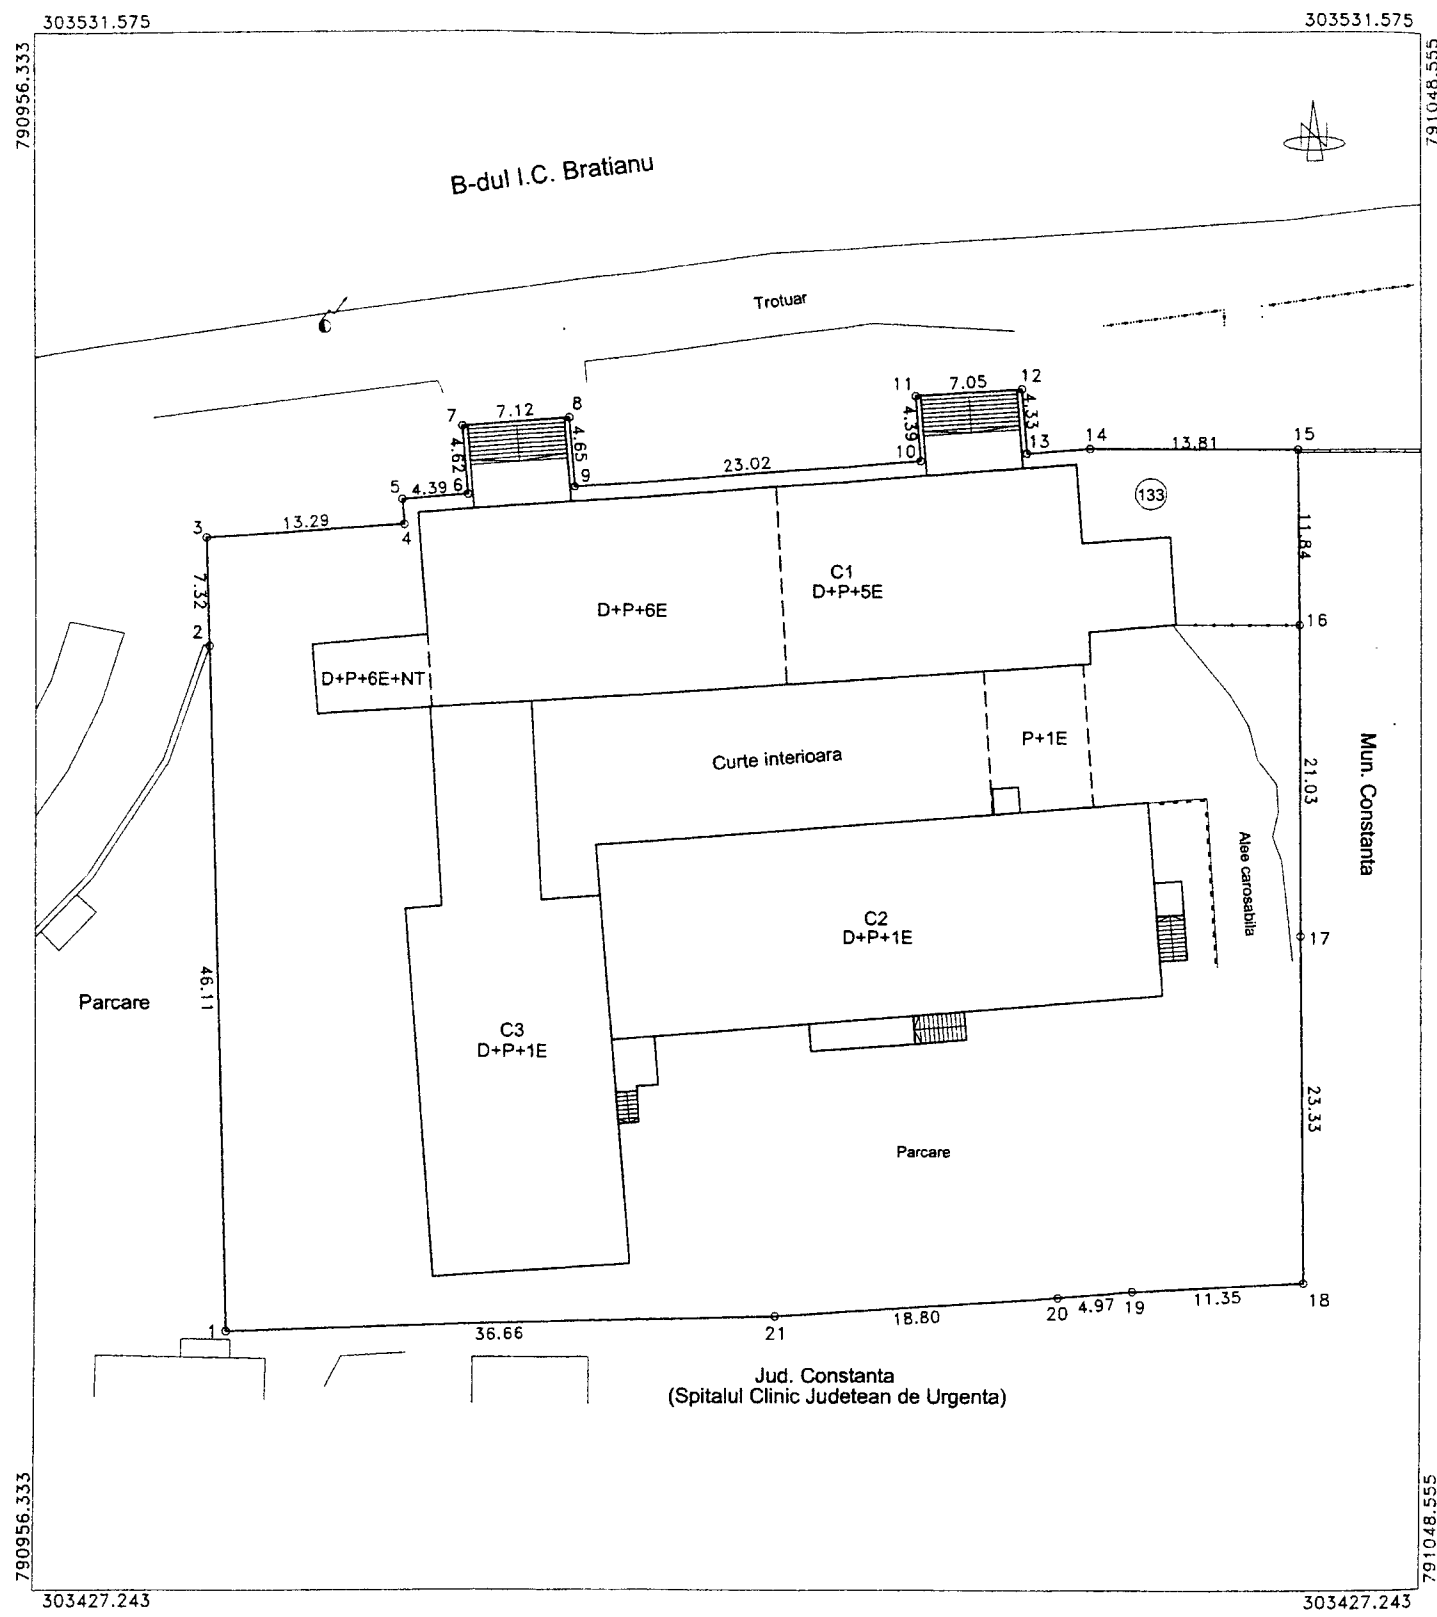 303531.575
303531.575
790956.333
791048.555
N
B-dul I.C. Bratianu
Trotuar
11
7.05
12
4.39
4.33
7
7.12
8
4.62
4.65
10
13
14
13.81
15
133
5
4.39
6
9
23.02
3
13.29
4
7.32
2
11.84
16
C1
D+P+5E
D+P+6E
D+P+6E+NT
P+1E
Curte interioara
21.03
Mun. Constanta
Alee carosabila
17
C2
D+P+1E
46.11
Parcare
C3
D+P+1E
23.33
Parcare
1
36.66
21
18.80
20
4.97
19
11.35
18
Jud. Constanta
(Spitalul Clinic Judetean de Urgenta)
790956.333
791048.555
303427.243
303427.243